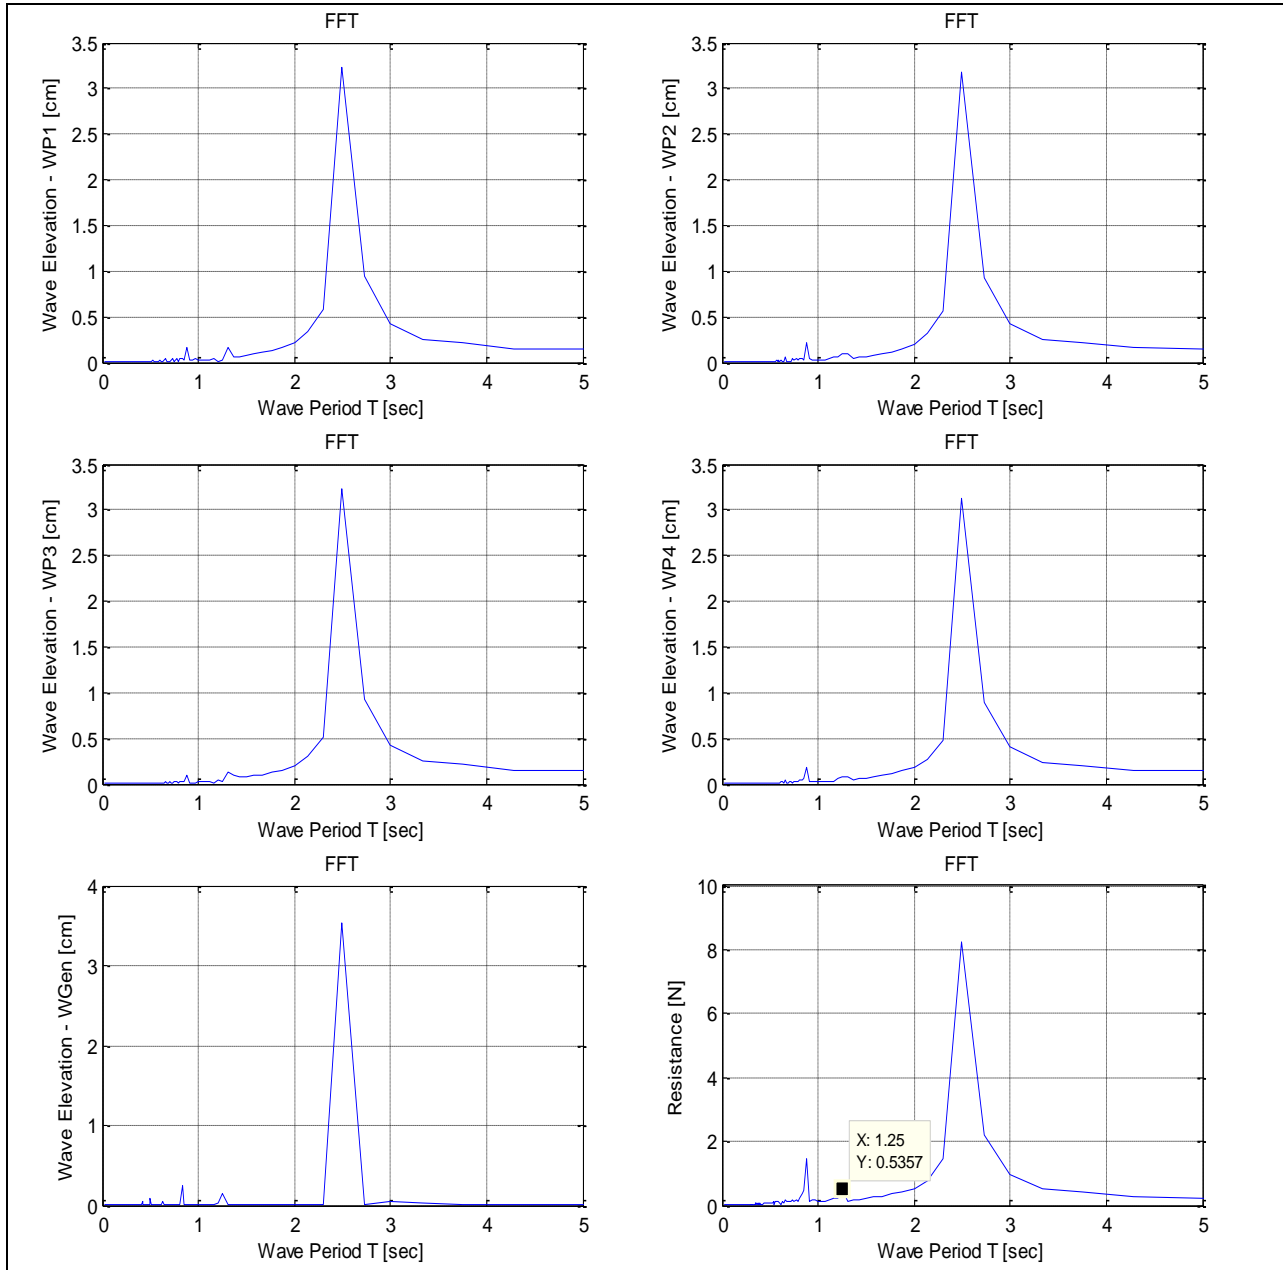 FFT
3.5
3
2.5
2
1.5
1
0.5
0
Wave Elevation - WP1 [cm]
0 1 2 3 4 5
Wave Period T [sec]
FFT
3.5
3
2.5
2
1.5
1
0.5
0
Wave Elevation - WP2 [cm]
0 1 2 3 4 5
Wave Period T [sec]
FFT
3.5
3
2.5
2
1.5
1
0.5
0
Wave Elevation - WP3 [cm]
0 1 2 3 4 5
Wave Period T [sec]
FFT
3.5
3
2.5
2
1.5
1
0.5
0
Wave Elevation - WP4 [cm]
0 1 2 3 4 5
Wave Period T [sec]
FFT
4
3
2
1
0
Wave Elevation - WGen [cm]
0 1 2 3 4 5
Wave Period T [sec]
FFT
10
8
6
4
2
0
Resistance [N]
X: 1.25
Y: 0.5357
0 1 2 3 4 5
Wave Period T [sec]